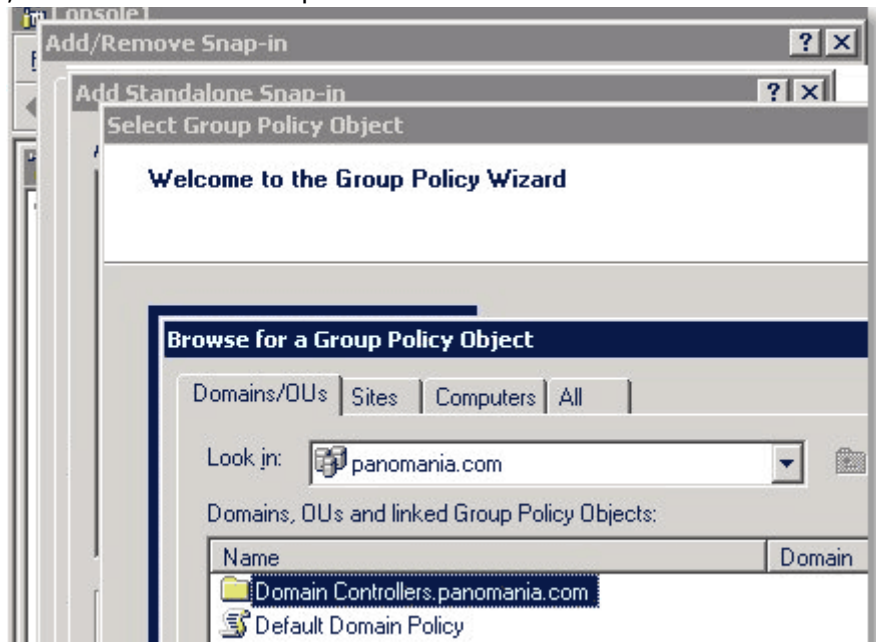 Console1
Add/Remove Snap-in
Add Standalone Snap-in
Select Group Policy Object
Welcome to the Group Policy Wizard
Browse for a Group Policy Object
Domains/OUs Sites Computers All
Look in: panomania.com
Domains, OUs and linked Group Policy Objects:
Name Domain
Domain Controllers.panomania.com
Default Domain Policy